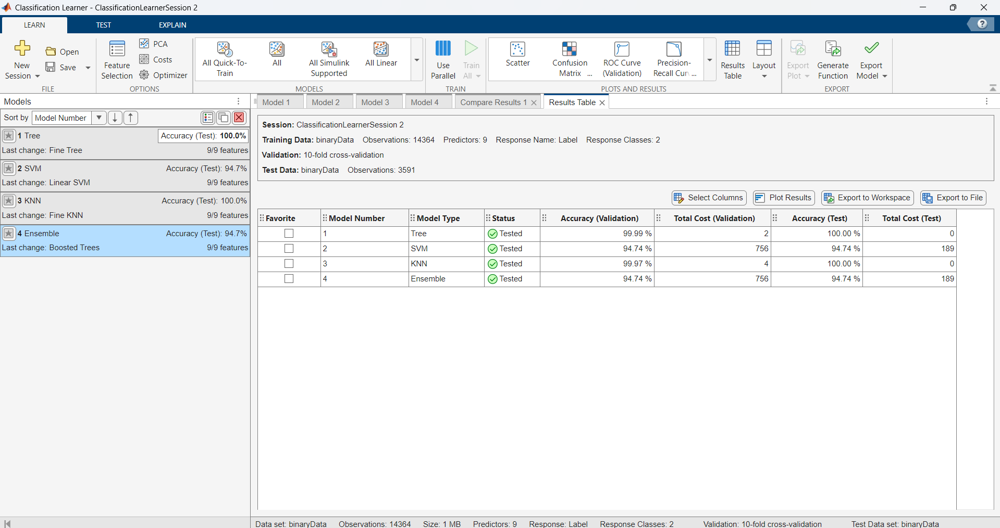 Classification Learner - ClassificationLearnerSession 2
LEARN TEST EXPLAIN
New Session
Open
Save
FILE
Feature Selection
PCA
Costs
Optimizer
OPTIONS
All Quick-To-Train
All
All Simulink Supported
All Linear
MODELS
Use Parallel
Train All
TRAIN
Scatter
Confusion Matrix ...
ROC Curve (Validation)
Precision-Recall Cur ...
Results Table
Layout
PLOTS AND RESULTS
Export Plot
Generate Function
Export Model
EXPORT
Models
Sort by Model Number
1 Tree Accuracy (Test): 100.0%
Last change: Fine Tree 9/9 features
2 SVM Accuracy (Test): 94.7%
Last change: Linear SVM 9/9 features
3 KNN Accuracy (Test): 100.0%
Last change: Fine KNN 9/9 features
4 Ensemble Accuracy (Test): 94.7%
Last change: Boosted Trees 9/9 features
Model 1 Model 2 Model 3 Model 4 Compare Results 1 Results Table
Session: ClassificationLearnerSession 2
Training Data: binaryData Observations: 14364 Predictors: 9 Response Name: Label Response Classes: 2
Validation: 10-fold cross-validation
Test Data: binaryData Observations: 3591
Select Columns Plot Results Export to Workspace Export to File
Favorite Model Number Model Type Status Accuracy (Validation) Total Cost (Validation) Accuracy (Test) Total Cost (Test)
1 Tree Tested 99.99 % 2 100.00 % 0
2 SVM Tested 94.74 % 756 94.74 % 189
3 KNN Tested 99.97 % 4 100.00 % 0
4 Ensemble Tested 94.74 % 756 94.74 % 189
Data set: binaryData Observations: 14364 Size: 1 MB Predictors: 9 Response: Label Response Classes: 2 Validation: 10-fold cross-validation Test Data set: binaryData